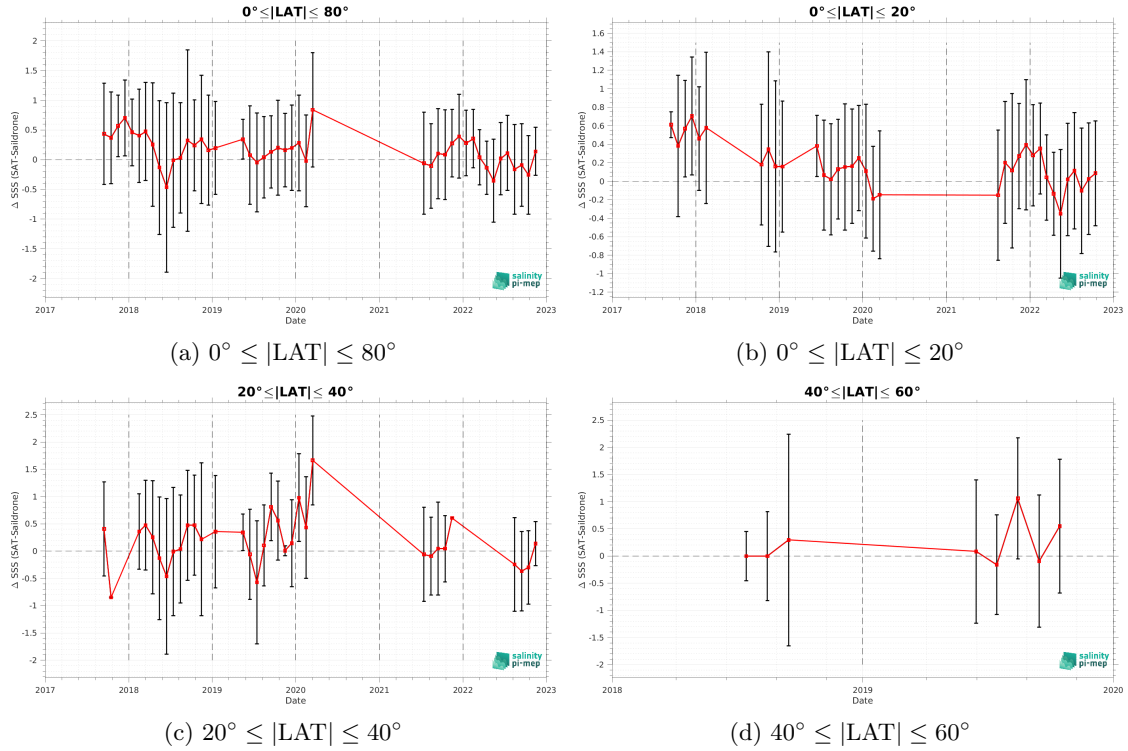 0°≤|LAT|≤ 80°
Δ SSS (SAT-Saildrone)
2
1.5
1
0.5
0
-0.5
-1
-1.5
-2
2017 2018 2019 2020 2021 2022 2023
Date
salinity
pi-mep
(a) 0° ≤ |LAT| ≤ 80°
0°≤|LAT|≤ 20°
Δ SSS (SAT-Saildrone)
1.6
1.4
1.2
1
0.8
0.6
0.4
0.2
0
-0.2
-0.4
-0.6
-0.8
-1
-1.2
2017 2018 2019 2020 2021 2022 2023
Date
salinity
pi-mep
(b) 0° ≤ |LAT| ≤ 20°
20°≤|LAT|≤ 40°
Δ SSS (SAT-Saildrone)
2.5
2
1.5
1
0.5
0
-0.5
-1
-1.5
-2
2017 2018 2019 2020 2021 2022 2023
Date
salinity
pi-mep
(c) 20° ≤ |LAT| ≤ 40°
40°≤|LAT|≤ 60°
Δ SSS (SAT-Saildrone)
2.5
2
1.5
1
0.5
0
-0.5
-1
-1.5
-2
2018 2019 2020
Date
salinity
pi-mep
(d) 40° ≤ |LAT| ≤ 60°